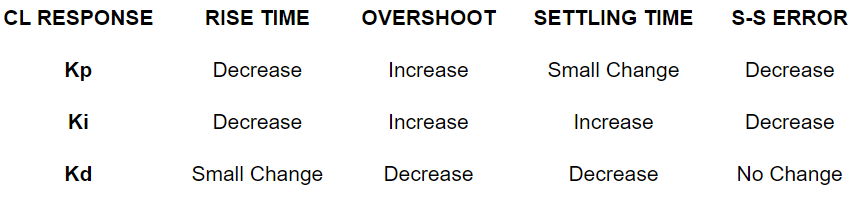 CL RESPONSE RISE TIME OVERSHOOT SETTLING TIME S-S ERROR
Kp Decrease Increase Small Change Decrease
Ki Decrease Increase Increase Decrease
Kd Small Change Decrease Decrease No Change